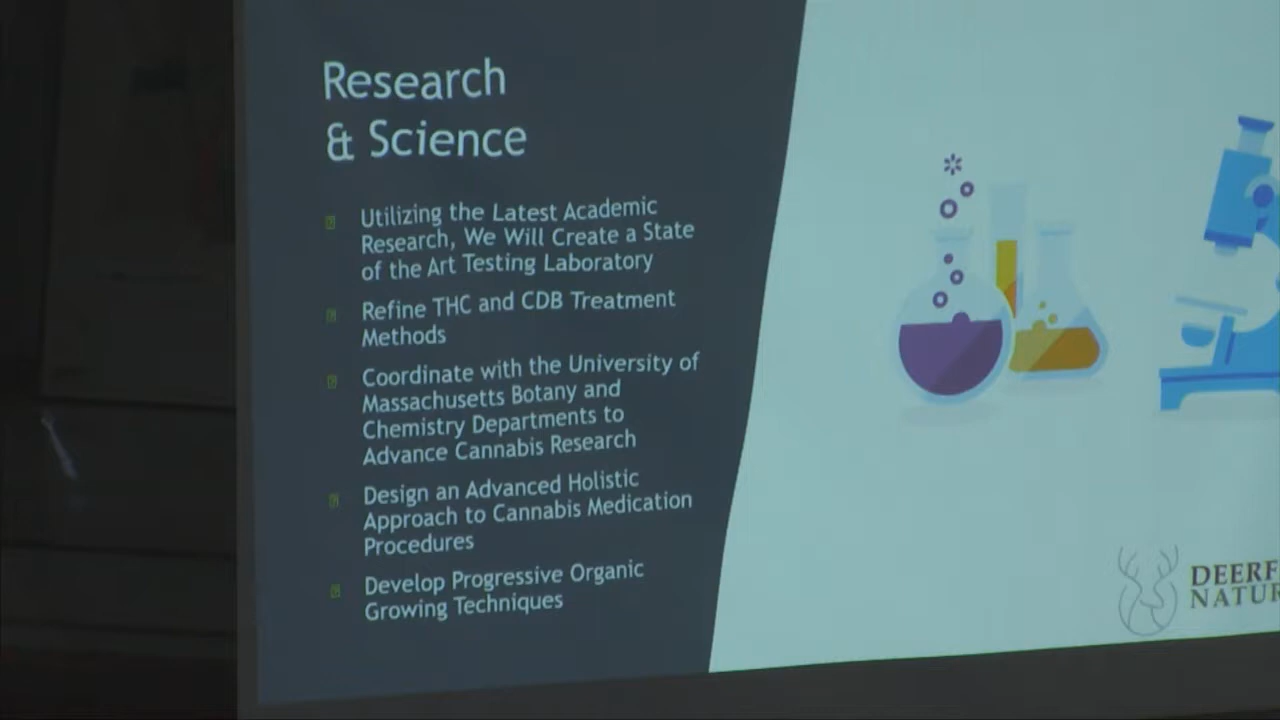 Research
& Science
Utilizing the Latest Academic
Research, We Will Create a State
of the Art Testing Laboratory
Refine THC and CDB Treatment
Methods
Coordinate with the University of
Massachusetts Botany and
Chemistry Departments to
Advance Cannabis Research
Design an Advanced Holistic
Approach to Cannabis Medication
Procedures
Develop Progressive Organic
Growing Techniques
DEERF
NATUR